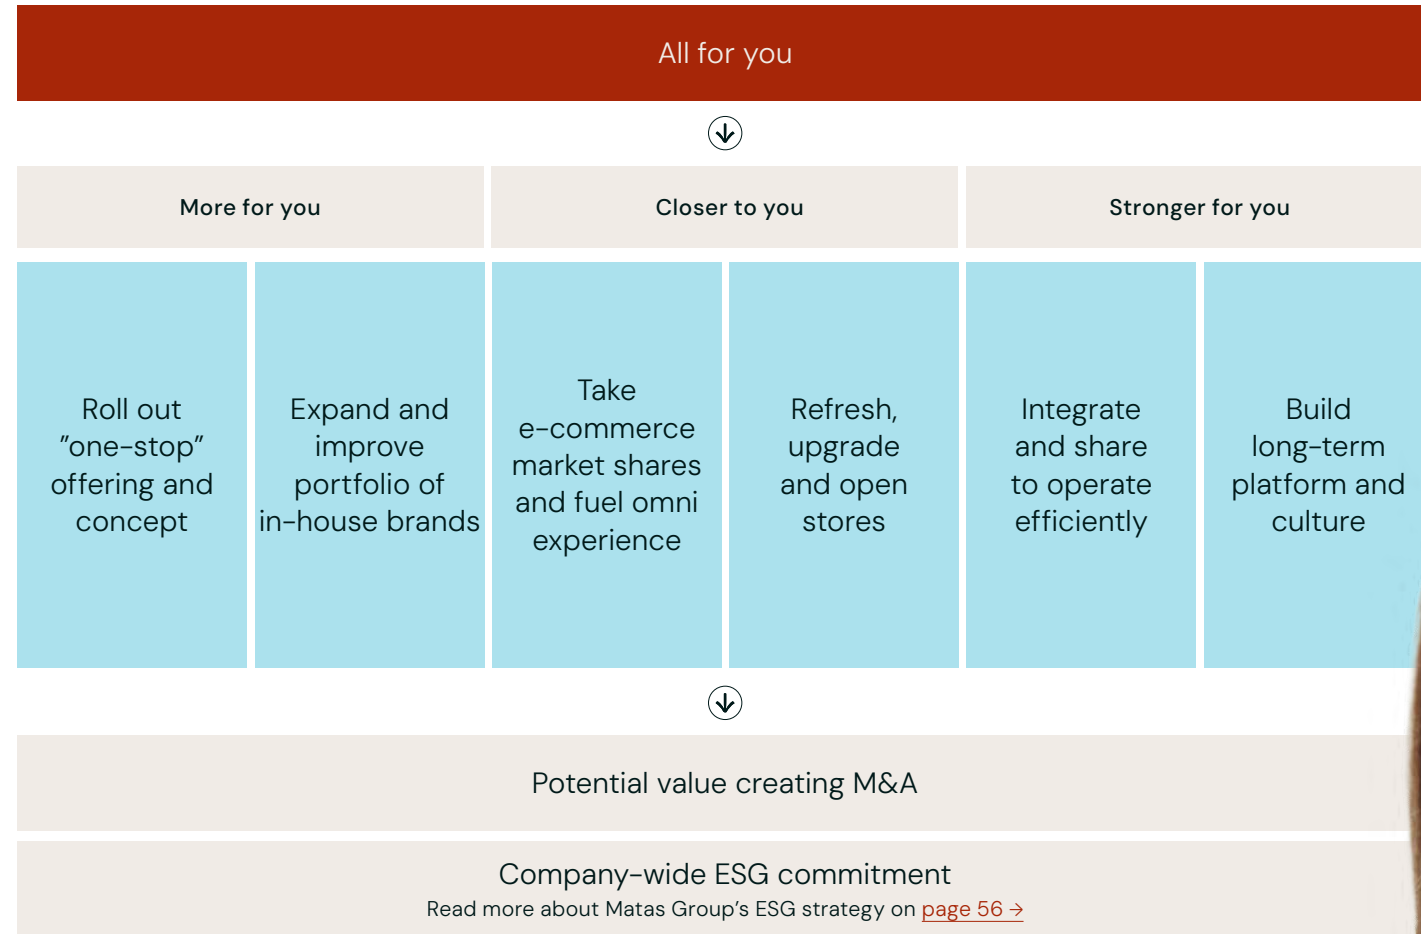 All for you
More for you
Closer to you
Stronger for you
Roll out
”one-stop”
offering and
concept
Expand and
improve
portfolio of
in-house brands
Take
e-commerce
market shares
and fuel omni
experience
Refresh,
upgrade
and open
stores
Integrate
and share
to operate
efficiently
Build
long-term
platform and
culture
Potential value creating M&A
Company-wide ESG commitment
Read more about Matas Group’s ESG strategy on page 56 →